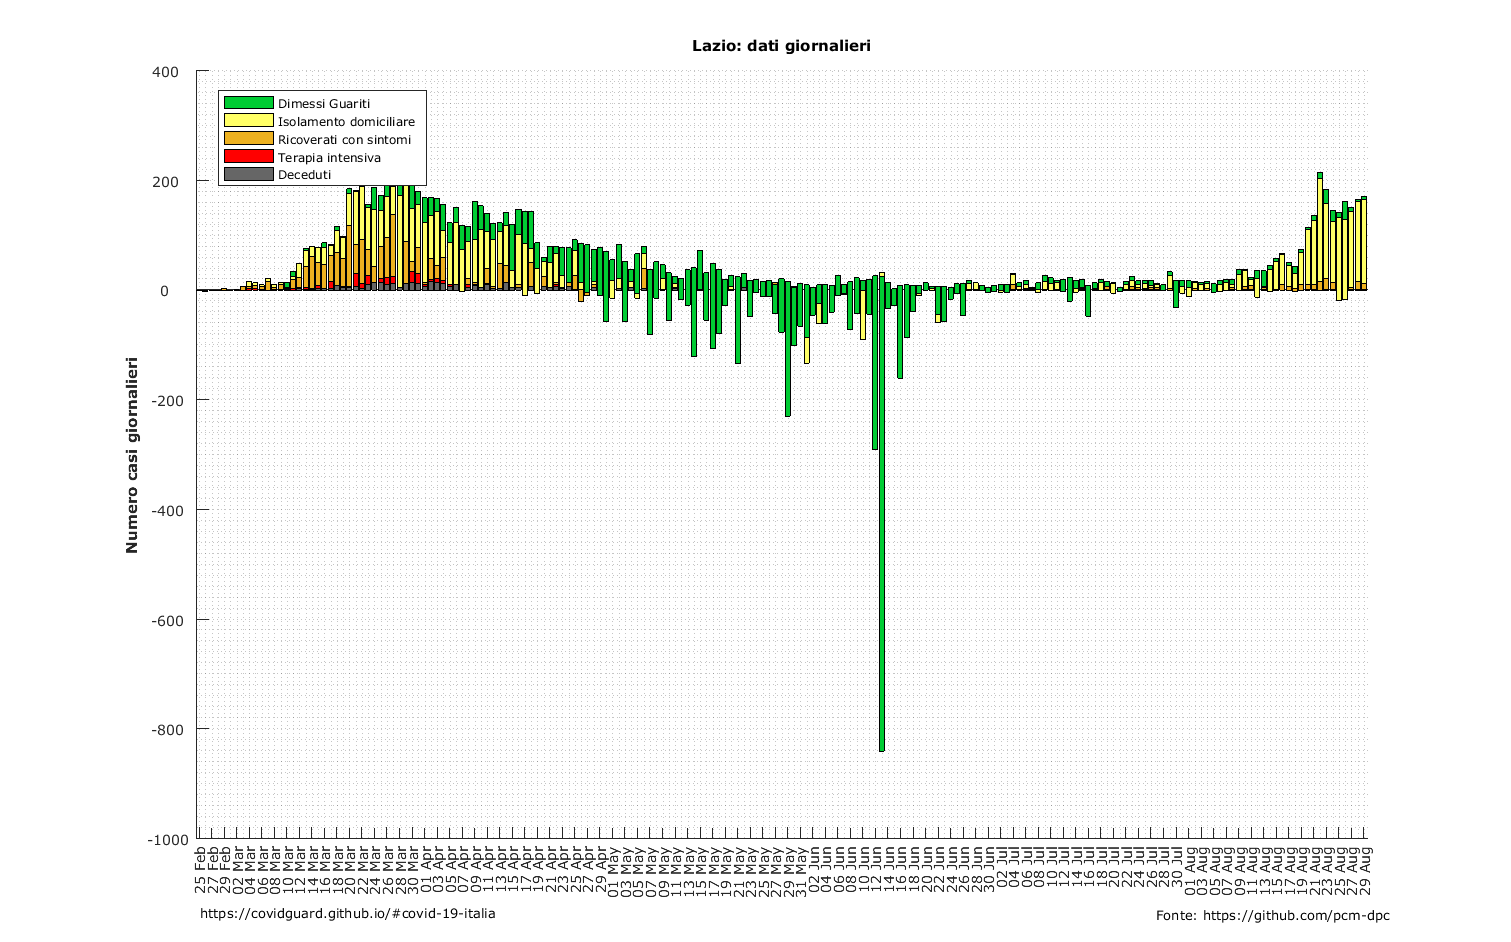 Lazio: dati giornalieri
400
200
0
-200
-400
-600
-800
-1000
Numero casi giornalieri
Dimessi Guariti
Isolamento domiciliare
Ricoverati con sintomi
Terapia intensiva
Deceduti
25 Feb
27 Feb
29 Feb
02 Mar
04 Mar
06 Mar
08 Mar
10 Mar
12 Mar
14 Mar
16 Mar
18 Mar
20 Mar
22 Mar
24 Mar
26 Mar
28 Mar
30 Mar
01 Apr
03 Apr
05 Apr
07 Apr
09 Apr
11 Apr
13 Apr
15 Apr
17 Apr
19 Apr
21 Apr
23 Apr
25 Apr
27 Apr
29 Apr
01 May
03 May
05 May
07 May
09 May
11 May
13 May
15 May
17 May
19 May
21 May
23 May
25 May
27 May
29 May
31 May
02 Jun
04 Jun
06 Jun
08 Jun
10 Jun
12 Jun
14 Jun
16 Jun
18 Jun
20 Jun
22 Jun
24 Jun
26 Jun
28 Jun
30 Jun
02 Jul
04 Jul
06 Jul
08 Jul
10 Jul
12 Jul
14 Jul
16 Jul
18 Jul
20 Jul
22 Jul
24 Jul
26 Jul
28 Jul
30 Jul
01 Aug
03 Aug
05 Aug
07 Aug
09 Aug
11 Aug
13 Aug
15 Aug
17 Aug
19 Aug
21 Aug
23 Aug
25 Aug
27 Aug
29 Aug
https://covidguard.github.io/#covid-19-italia
Fonte: https://github.com/pcm-dpc